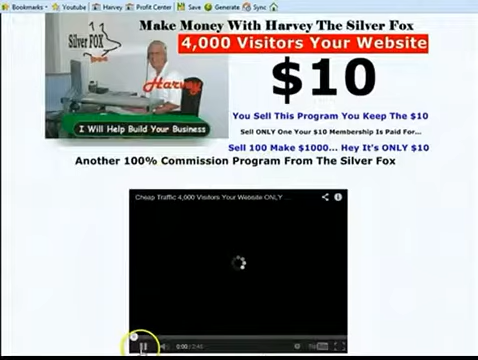 Bookmarks Youtube Harvey Profit Center Save Generate Sync
Make Money With Harvey The Silver Fox
Silver FOX
4,000 Visitors Your Website
$10
Harvey
You Sell This Program You Keep The $10
I Will Help Build Your Business
Sell ONLY One Your $10 Membership Is Paid For...
Sell 100 Make $1000... Hey It's ONLY $10
Another 100% Commission Program From The Silver Fox
Cheap Traffic 4,000 Visitors Your Website ONLY ...
0:00 / 2:40